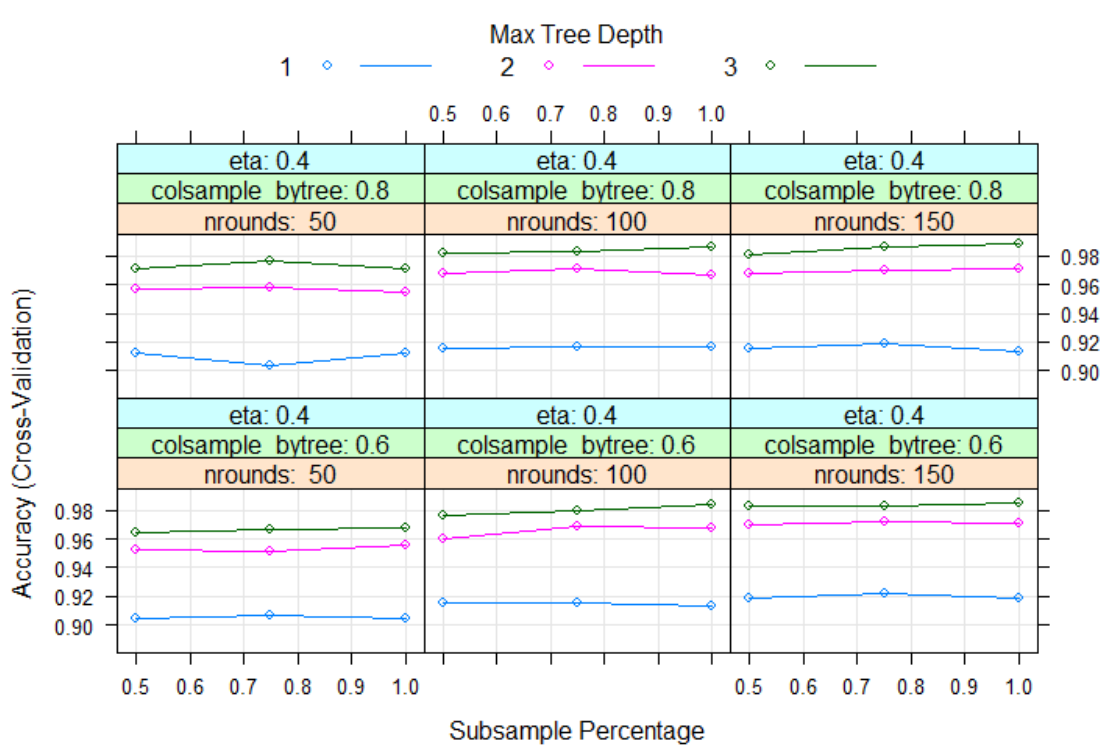 Max Tree Depth
1 2 3
0.5 0.6 0.7 0.8 0.9 1.0
eta: 0.4 eta: 0.4 eta: 0.4
colsample_bytree: 0.8 colsample_bytree: 0.8 colsample_bytree: 0.8
nrounds:  50 nrounds: 100 nrounds: 150
0.98
0.96
0.94
0.92
0.90
eta: 0.4 eta: 0.4 eta: 0.4
colsample_bytree: 0.6 colsample_bytree: 0.6 colsample_bytree: 0.6
nrounds:  50 nrounds: 100 nrounds: 150
0.98
0.96
0.94
0.92
0.90
Accuracy (Cross-Validation)
0.5 0.6 0.7 0.8 0.9 1.0 0.5 0.6 0.7 0.8 0.9 1.0
Subsample Percentage